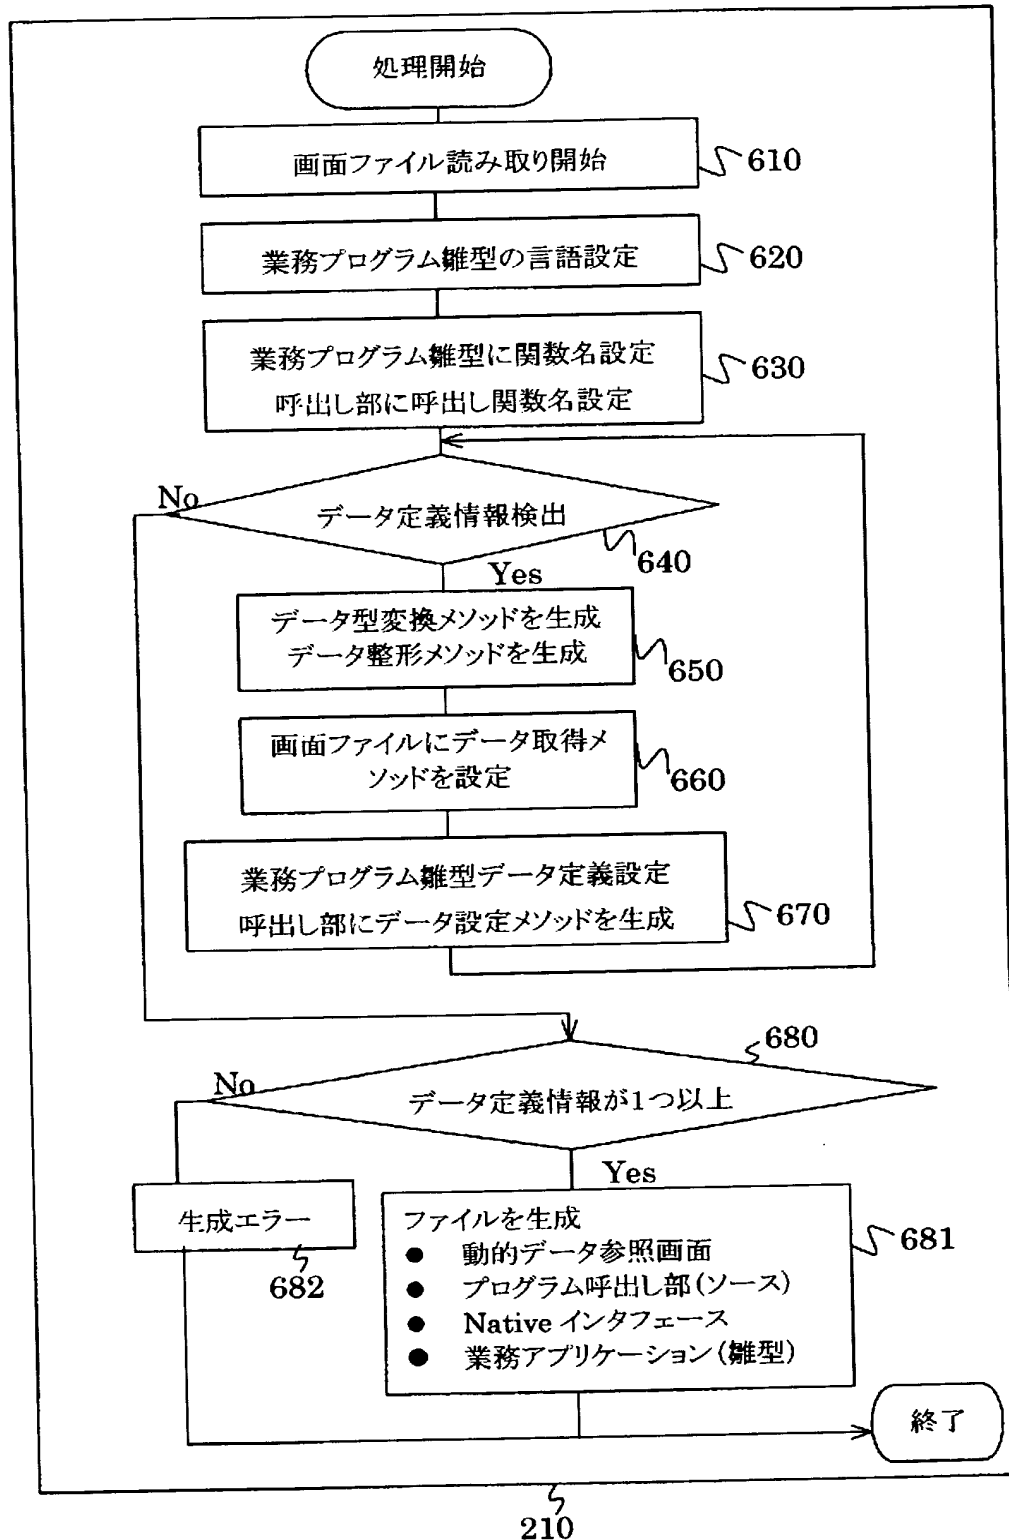 処理開始
画面ファイル読み取り開始
610
業務プログラム雛型の言語設定
620
業務プログラム雛型に関数名設定
呼出し部に呼出し関数名設定
630
No
データ定義情報検出
640
Yes
データ型変換メソッドを生成
データ整形メソッドを生成
650
画面ファイルにデータ取得メ
ソッドを設定
660
業務プログラム雛型データ定義設定
呼出し部にデータ設定メソッドを生成
670
680
No
データ定義情報が1つ以上
Yes
生成エラー
682
ファイルを生成
● 動的データ参照画面
● プログラム呼出し部(ソース)
● Native インタフェース
● 業務アプリケーション(雛型)
681
終了
210